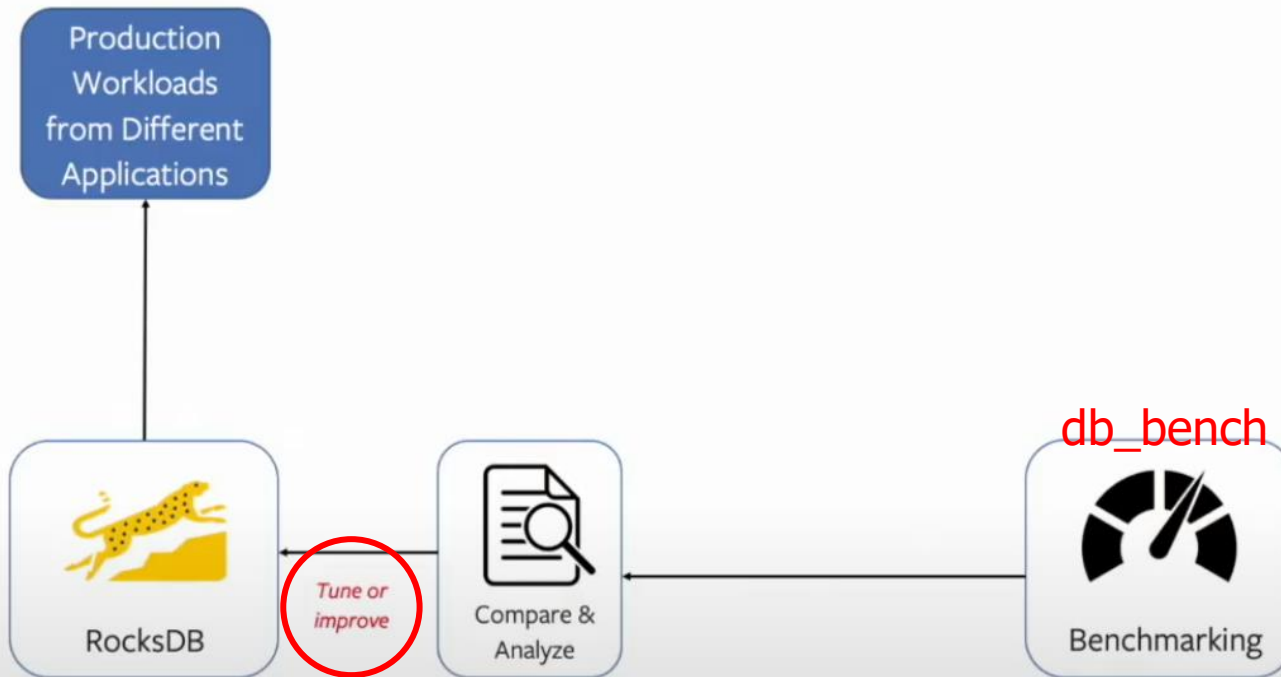 Production
Workloads
from Different
Applications
db_bench
RocksDB
Tune or
improve
Compare &
Analyze
Benchmarking